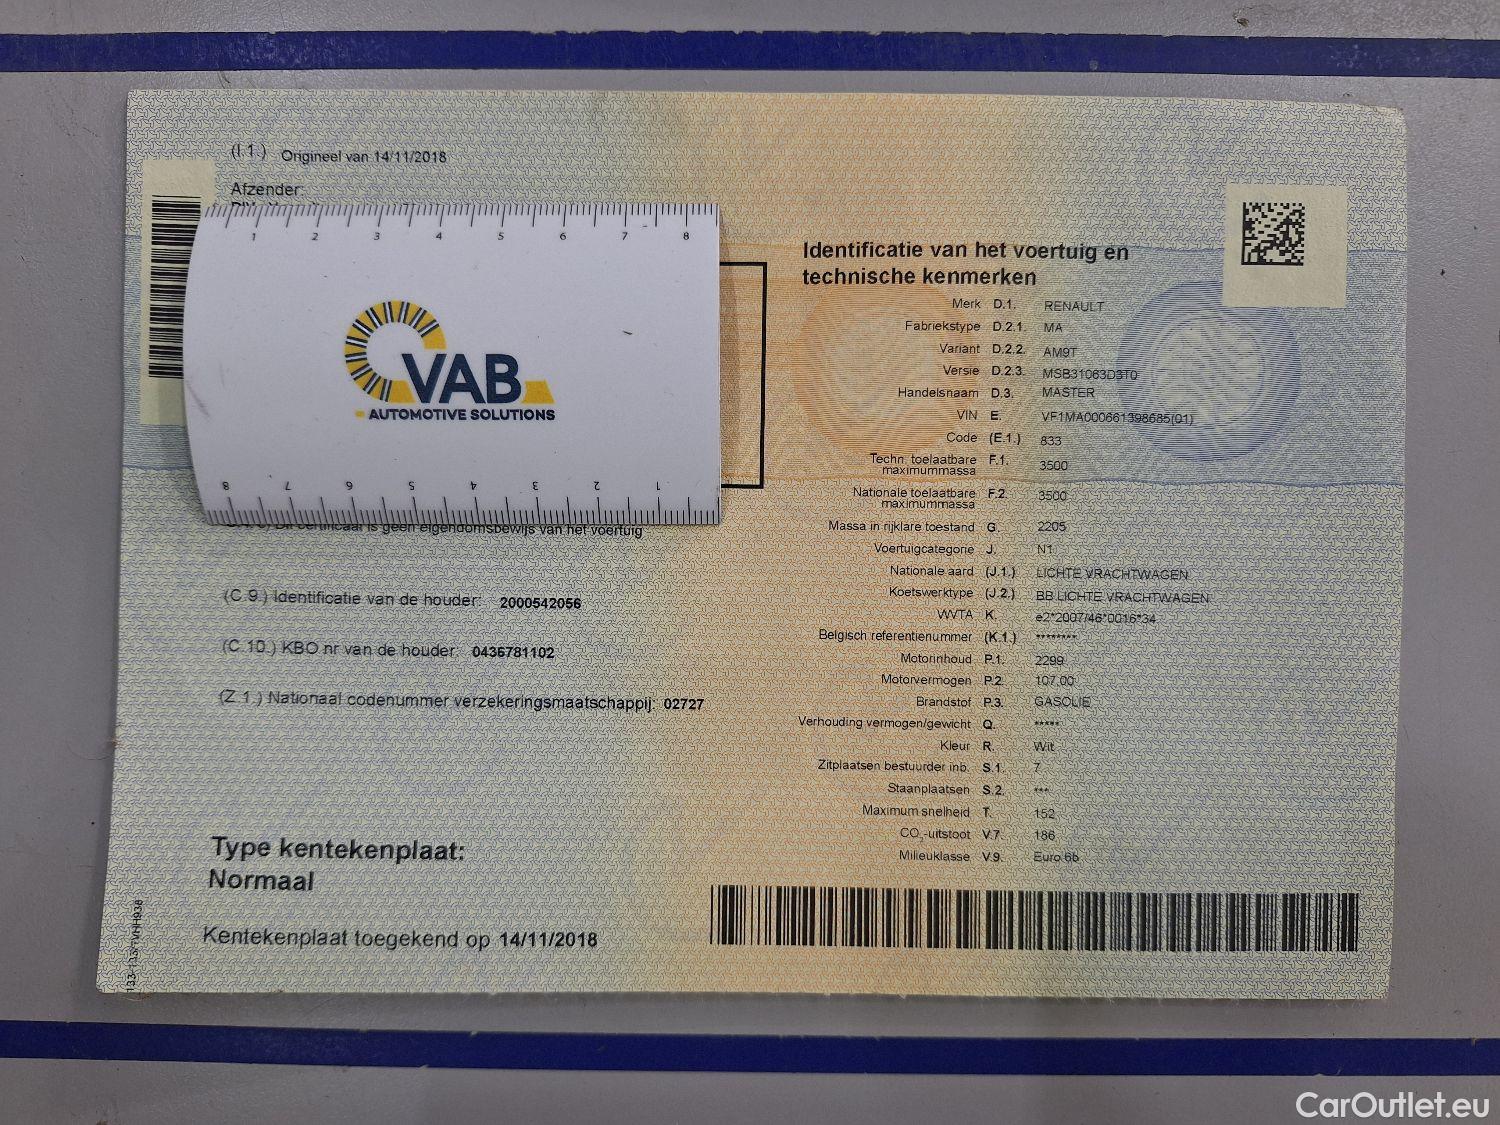 (I.1.) Origineel van 14/11/2018
Afzender:
1 2 3 4 5 6 7 8
VAB
AUTOMOTIVE SOLUTIONS
8 7 6 5 4 3 2 1
Dit certificaat is geen eigendomsbewijs van het voertuig
(C.9.) Identificatie van de houder: 2000542056
(C.10.) KBO nr van de houder: 0436781102
(Z.1.) Nationaal codenummer verzekeringsmaatschappij: 02727
Type kentekenplaat:
Normaal
Kentekenplaat toegekend op 14/11/2018
Identificatie van het voertuig en
technische kenmerken
Merk D.1. RENAULT
Fabriekstype D.2.1. MA
Variant D.2.2. AM9T
Versie D.2.3. MSB31063D3T0
Handelsnaam D.3. MASTER
VIN E. VF1MA000661398685(01)
Code (E.1.) 833
Techn. toelaatbare F.1. 3500
maximummassa
Nationale toelaatbare F.2. 3500
maximummassa
Massa in rijklare toestand G. 2205
Voertuigcategorie J. N1
Nationale aard (J.1.) LICHTE VRACHTWAGEN
Koetswerktype (J.2.) BB LICHTE VRACHTWAGEN
WVTA K. e2*2007/46*0016*34
Belgisch referentienummer (K.1.) ********
Motorinhoud P.1. 2299
Motorvermogen P.2. 107,00
Brandstof P.3. GASOLIE
Verhouding vermogen/gewicht Q. *****
Kleur R. Wit
Zitplaatsen bestuurder inb. S.1. 7
Staanplaatsen S.2. ***
Maximum snelheid T. 152
CO₂-uitstoot V.7. 186
Milieuklasse V.9. Euro 6b
CarOutlet.eu